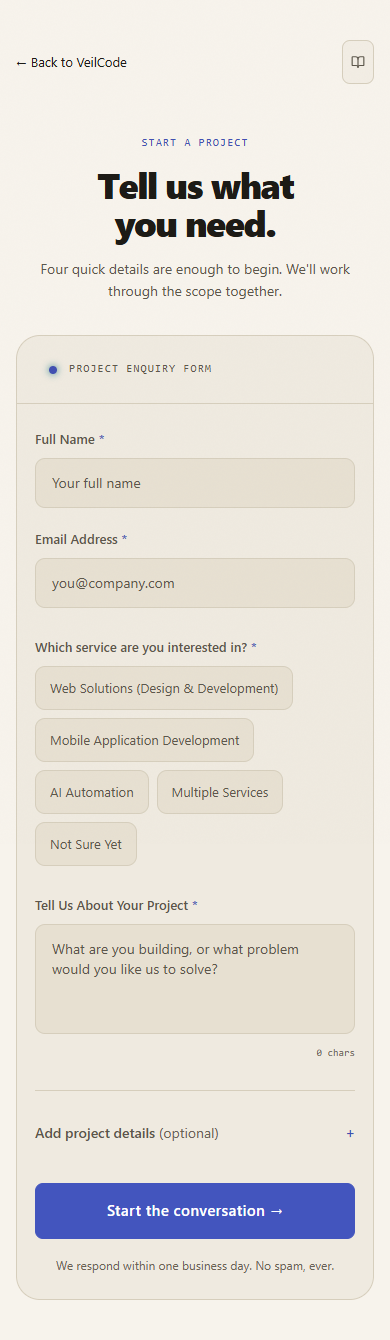 ← Back to VeilCode
START A PROJECT
Tell us what
you need.
Four quick details are enough to begin. We'll work
through the scope together.
PROJECT ENQUIRY FORM
Full Name *
Your full name
Email Address *
you@company.com
Which service are you interested in? *
Web Solutions (Design & Development)
Mobile Application Development
AI Automation
Multiple Services
Not Sure Yet
Tell Us About Your Project *
What are you building, or what problem
would you like us to solve?
0 chars
Add project details (optional) +
Start the conversation →
We respond within one business day. No spam, ever.